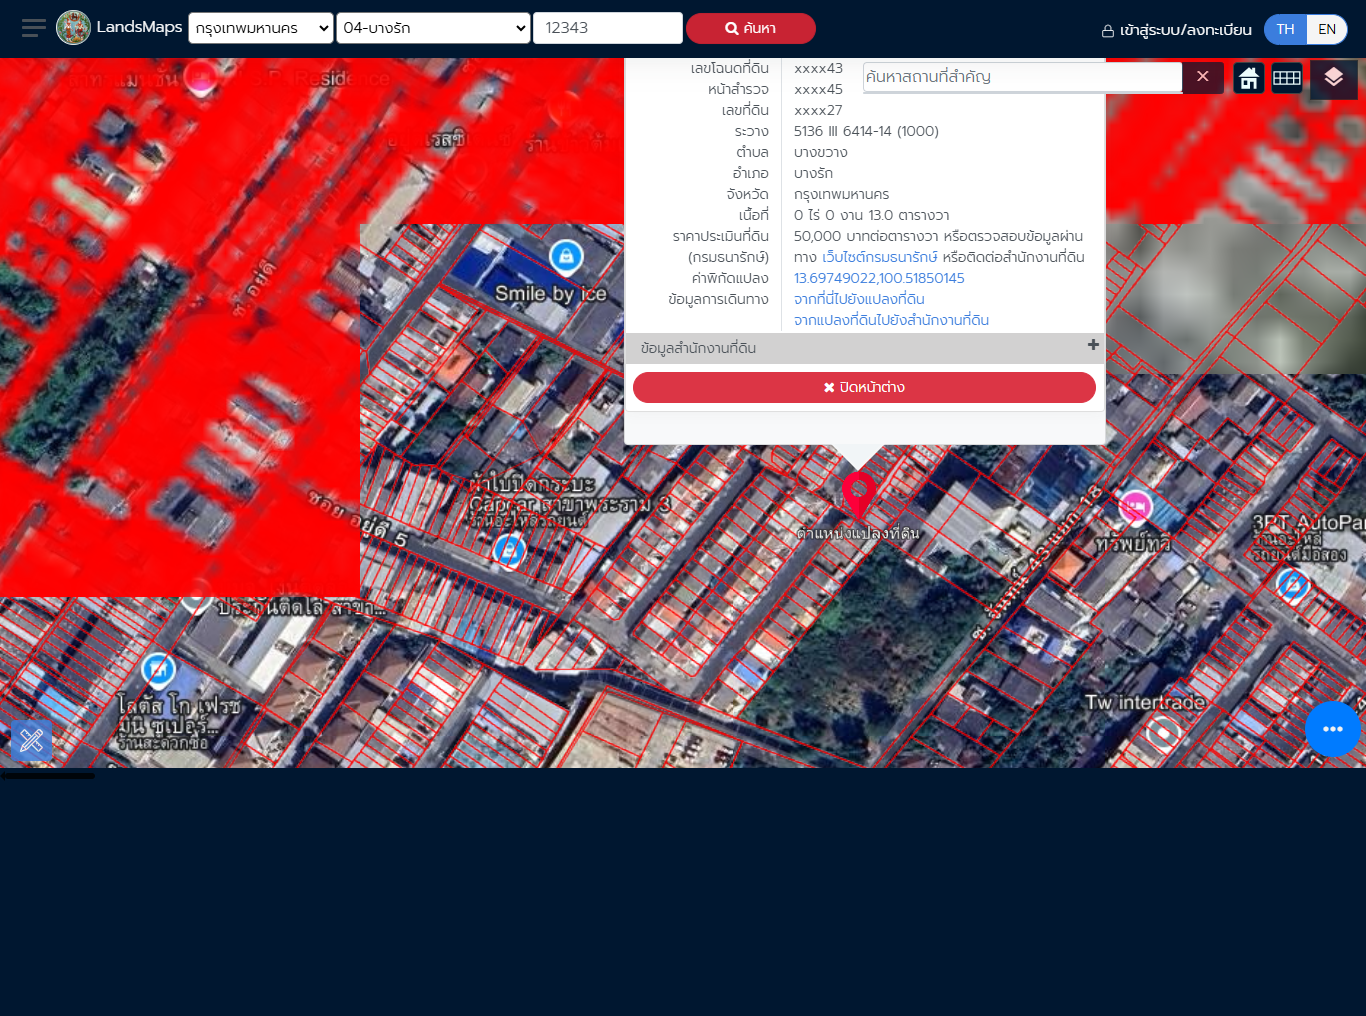 LandsMaps
กรุงเทพมหานคร
04-บางรัก
12343
ค้นหา
เข้าสู่ระบบ/ลงทะเบียน
TH
EN
เลขโฉนดที่ดิน xxxx43
ค้นหาสถานที่สำคัญ
หน้าสำรวจ xxxx45
เลขที่ดิน xxxx27
ระวาง 5136 III 6414-14 (1000)
ตำบล บางขวาง
อำเภอ บางรัก
จังหวัด กรุงเทพมหานคร
เนื้อที่ 0 ไร่ 0 งาน 13.0 ตารางวา
ราคาประเมินที่ดิน 50,000 บาทต่อตารางวา หรือตรวจสอบข้อมูลผ่าน
(กรมธนารักษ์) ทาง เว็บไซต์กรมธนารักษ์ หรือติดต่อสำนักงานที่ดิน
ค่าพิกัดแปลง 13.69749022,100.51850145
ข้อมูลการเดินทาง จากที่นี่ไปยังแปลงที่ดิน
จากแปลงที่ดินไปยังสำนักงานที่ดิน
ข้อมูลสำนักงานที่ดิน
ปิดหน้าต่าง
Residence
Smile by ice
ผ้าใบปิดกระบะ
Capcar สาขาพระราม 3
ร้านอะไหล่รถยนต์
ซอย อยู่ดี 5
ตำแหน่งแปลงที่ดิน
ทรัพย์ทวี
3PT AutoPar
ร้านอะไหล่
รถยนต์มือสอง
ประกันติดโล่ สาขา...
โลตัส โก เฟรช
มินิ ซูเปอร์...
ร้านสะดวกซื้อ
Tw intertrade